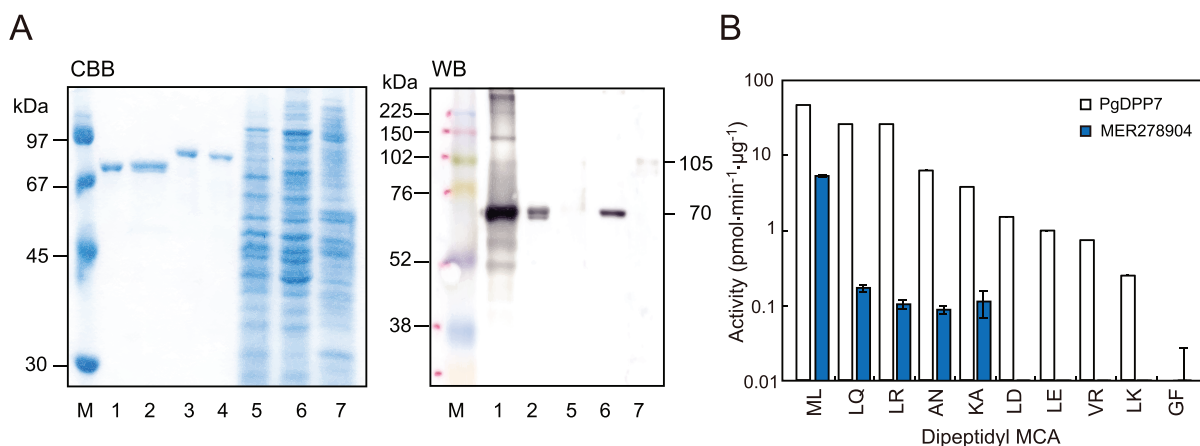 A
CBB
kDa
97
67
45
30
M 1 2 3 4 5 6 7
WB
kDa
225
150
102
76
52
38
105
70
M 1 2 5 6 7
B
Activity (pmol·min⁻¹·µg⁻¹)
100
10
1
0.1
0.01
PgDPP7
MER278904
ML LQ LR AN KA LD LE VR LK GF
Dipeptidyl MCA